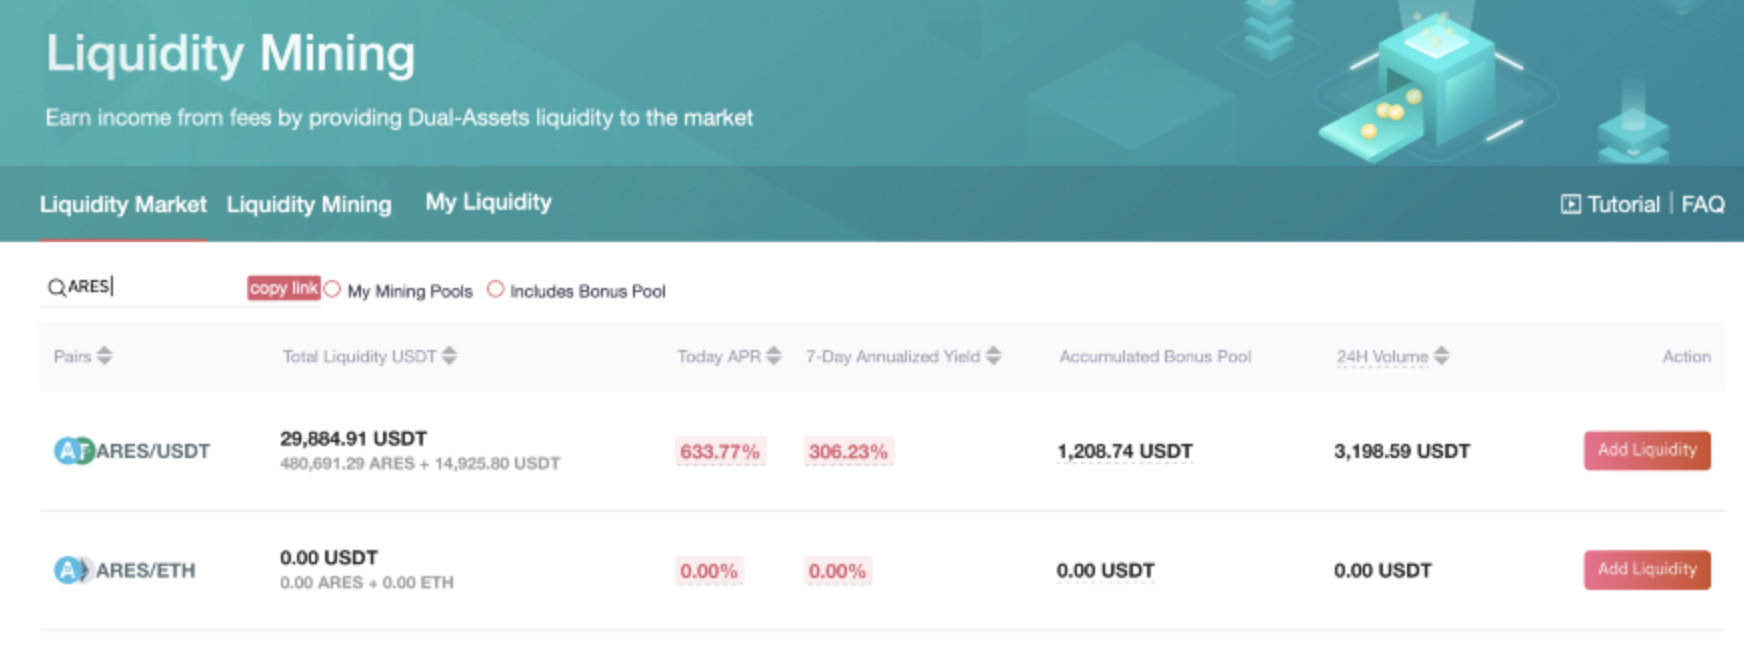 Liquidity Mining
Earn income from fees by providing Dual-Assets liquidity to the market
Liquidity Market Liquidity Mining My Liquidity Tutorial | FAQ
ARES copy link My Mining Pools Includes Bonus Pool
Pairs Total Liquidity USDT Today APR 7-Day Annualized Yield Accumulated Bonus Pool 24H Volume Action
ARES/USDT 29,884.91 USDT 633.77% 306.23% 1,208.74 USDT 3,198.59 USDT Add Liquidity
480,691.29 ARES + 14,925.80 USDT
ARES/ETH 0.00 USDT 0.00% 0.00% 0.00 USDT 0.00 USDT Add Liquidity
0.00 ARES + 0.00 ETH